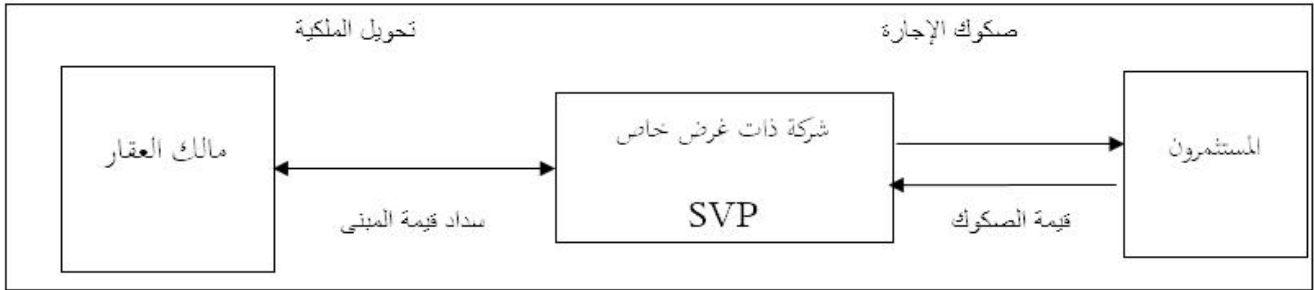 صكوك الإجارة
تحويل الملكية
المستثمرون
شركة ذات غرض خاص
SVP
مالك العقار
قيمة الصكوك
سداد قيمة المبنى